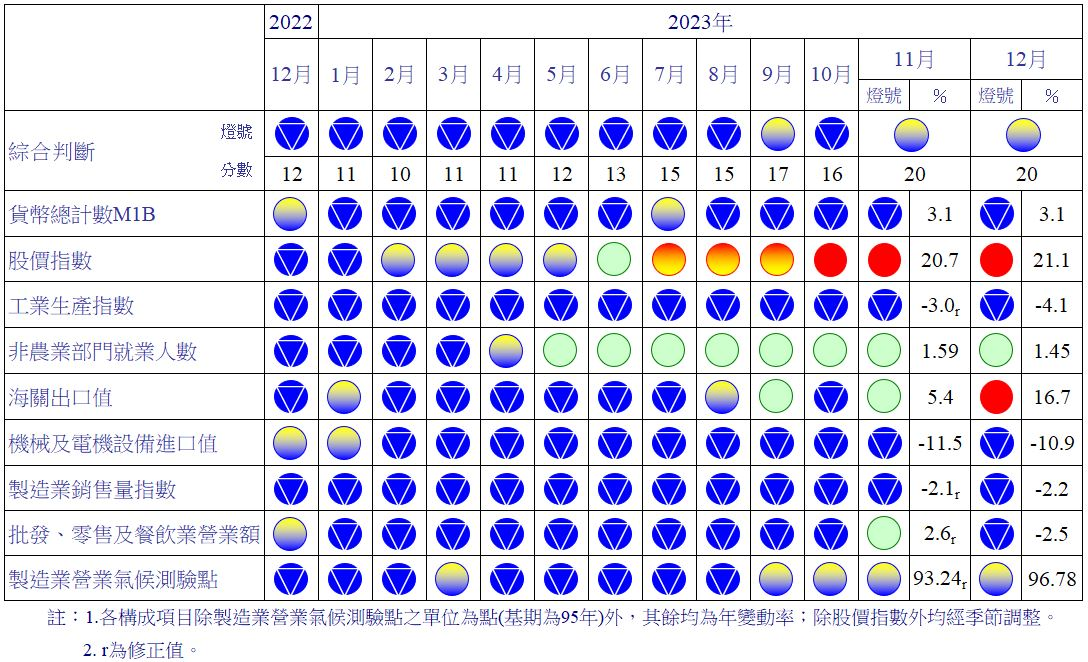 2022 2023年
12月 1月 2月 3月 4月 5月 6月 7月 8月 9月 10月 11月 12月
燈號 % 燈號 %
綜合判斷 燈號
分數 12 11 10 11 11 12 13 15 15 17 16 20 20
貨幣總計數M1B 3.1 3.1
股價指數 20.7 21.1
工業生產指數 -3.0r -4.1
非農業部門就業人數 1.59 1.45
海關出口值 5.4 16.7
機械及電機設備進口值 -11.5 -10.9
製造業銷售量指數 -2.1r -2.2
批發、零售及餐飲業營業額 2.6r -2.5
製造業營業氣候測驗點 93.24r 96.78
註：1.各構成項目除製造業營業氣候測驗點之單位為點(基期為95年)外，其餘均為年變動率；除股價指數外均經季節調整。
2. r為修正值。